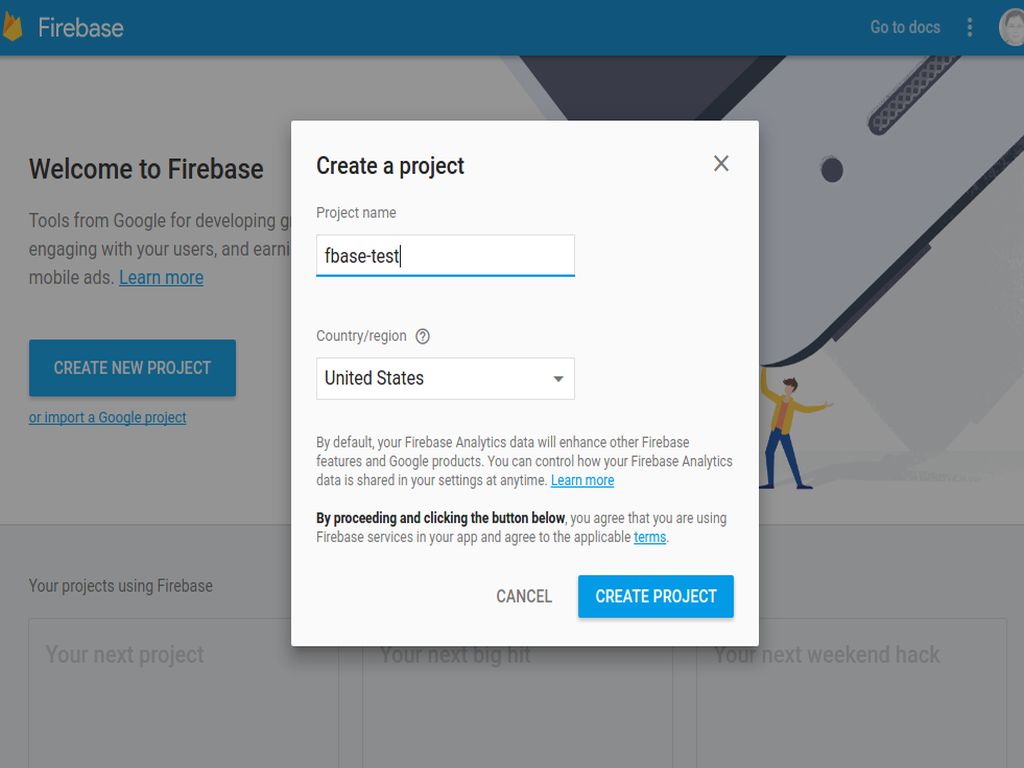 Firebase
Go to docs
Welcome to Firebase
Tools from Google for developing
engaging with your users, and
mobile ads. Learn more
CREATE NEW PROJECT
or import a Google project
Create a project
Project name
fbase-test
Country/region
United States
By default, your Firebase Analytics data will enhance other Firebase
features and Google products. You can control how your Firebase Analytics
data is shared in your settings at anytime. Learn more
By proceeding and clicking the button below, you agree that you are using
Firebase services in your app and agree to the applicable terms.
CANCEL
CREATE PROJECT
Your projects using Firebase
Your next project
Your next big hit
Your next weekend hack